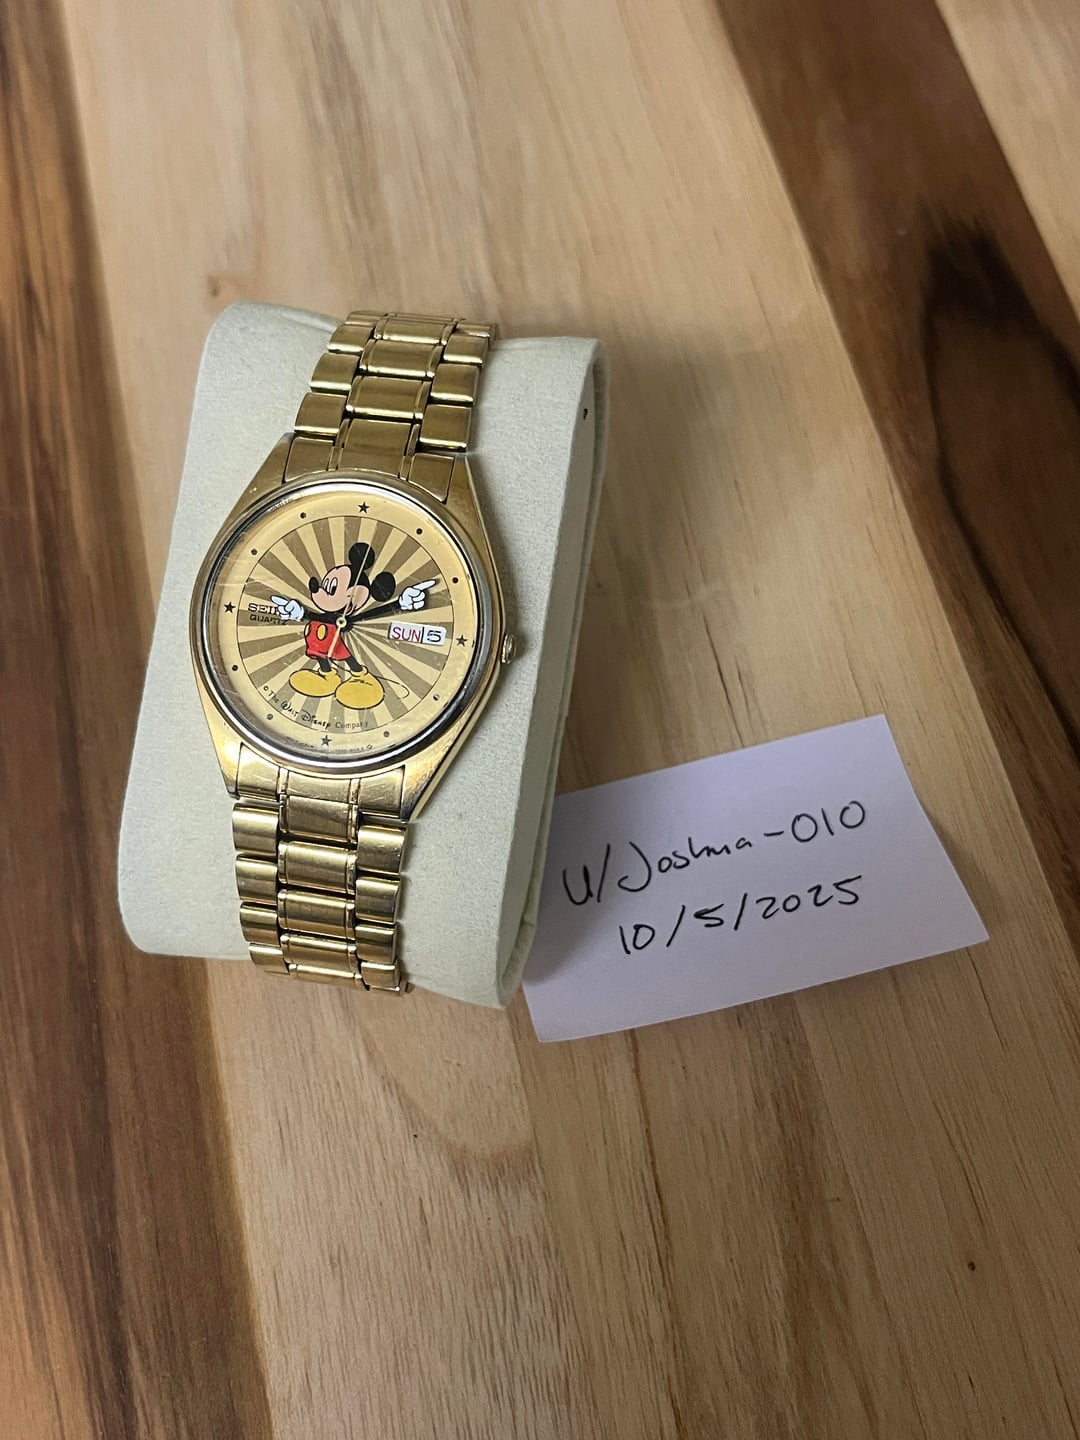 SEIKO
QUARTZ
SUN 5
© The WALT DISNEY Company
u/Joshua-010
10/5/2025